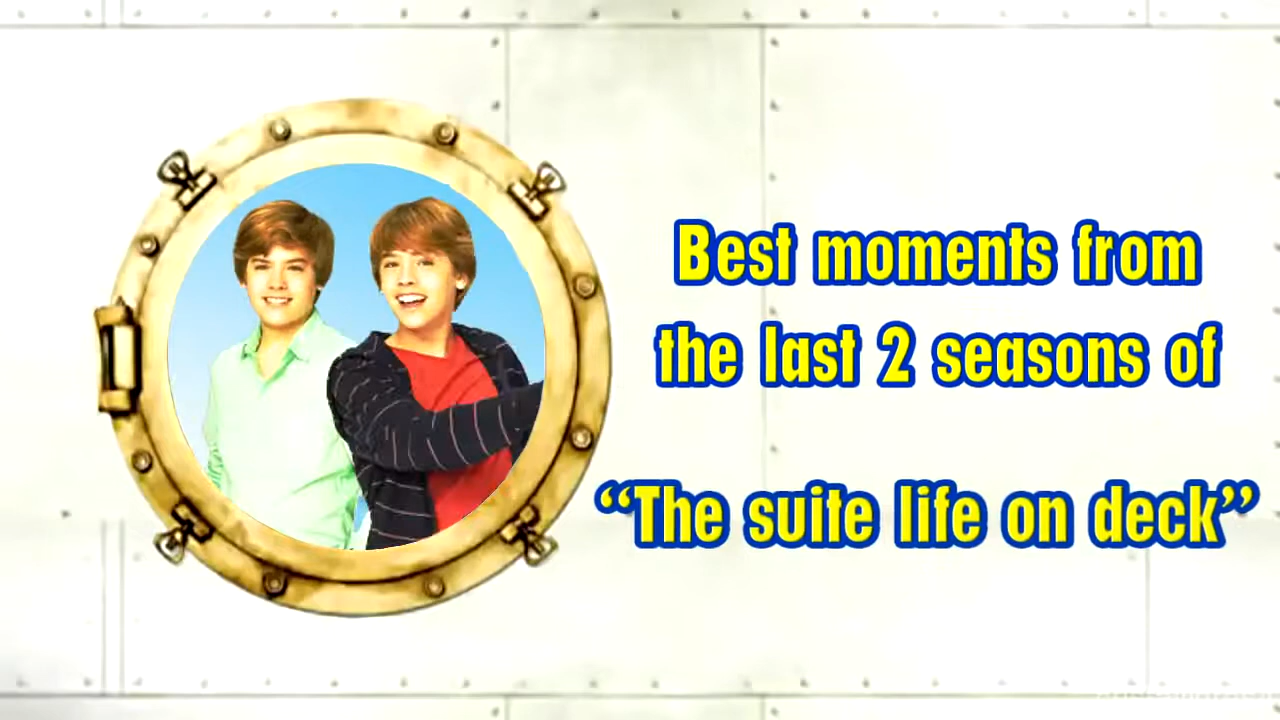 Best moments from
the last 2 seasons of
“The suite life on deck”